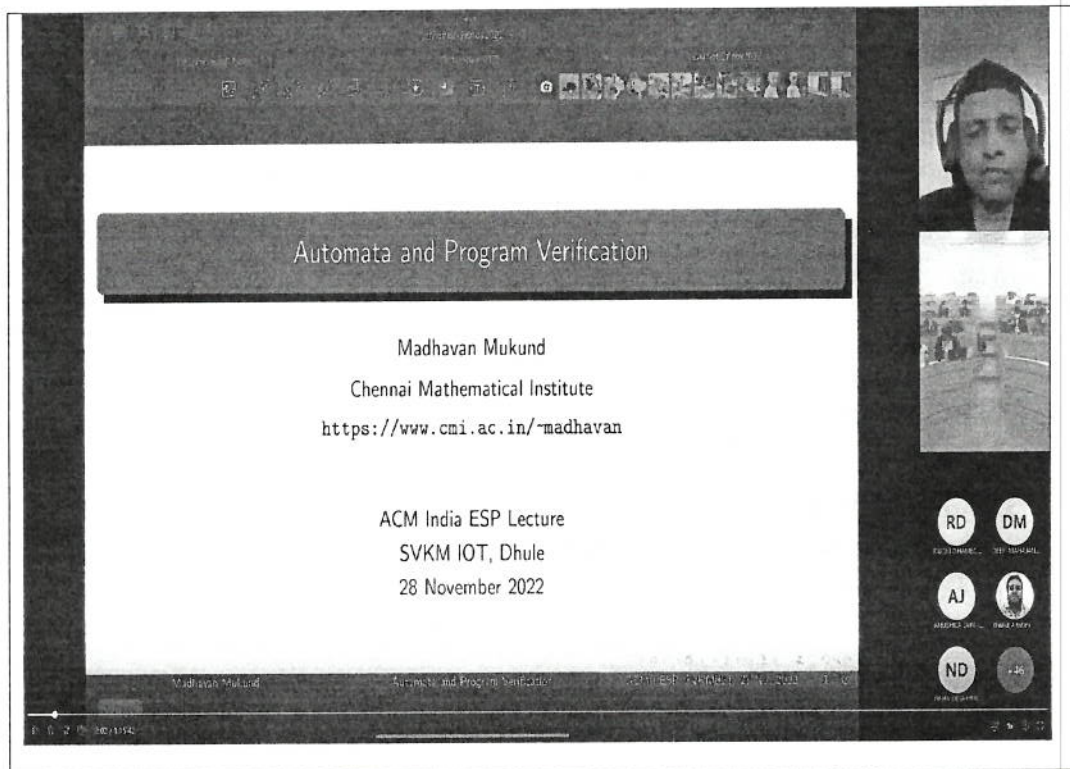 Automata and Program Verification
Madhavan Mukund
Chennai Mathematical Institute
https://www.cmi.ac.in/~madhavan
ACM India ESP Lecture
SVKM IOT, Dhule
28 November 2022
Madhavan Mukund
Automata and Program Verification
RD
DM
AJ
ND
+46